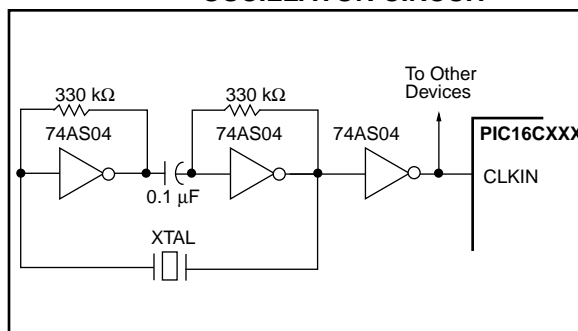 OSCILLATOR CIRCUIT
330 kΩ
330 kΩ
To Other
Devices
74AS04
74AS04
74AS04
PIC16CXXX
CLKIN
0.1 µF
XTAL